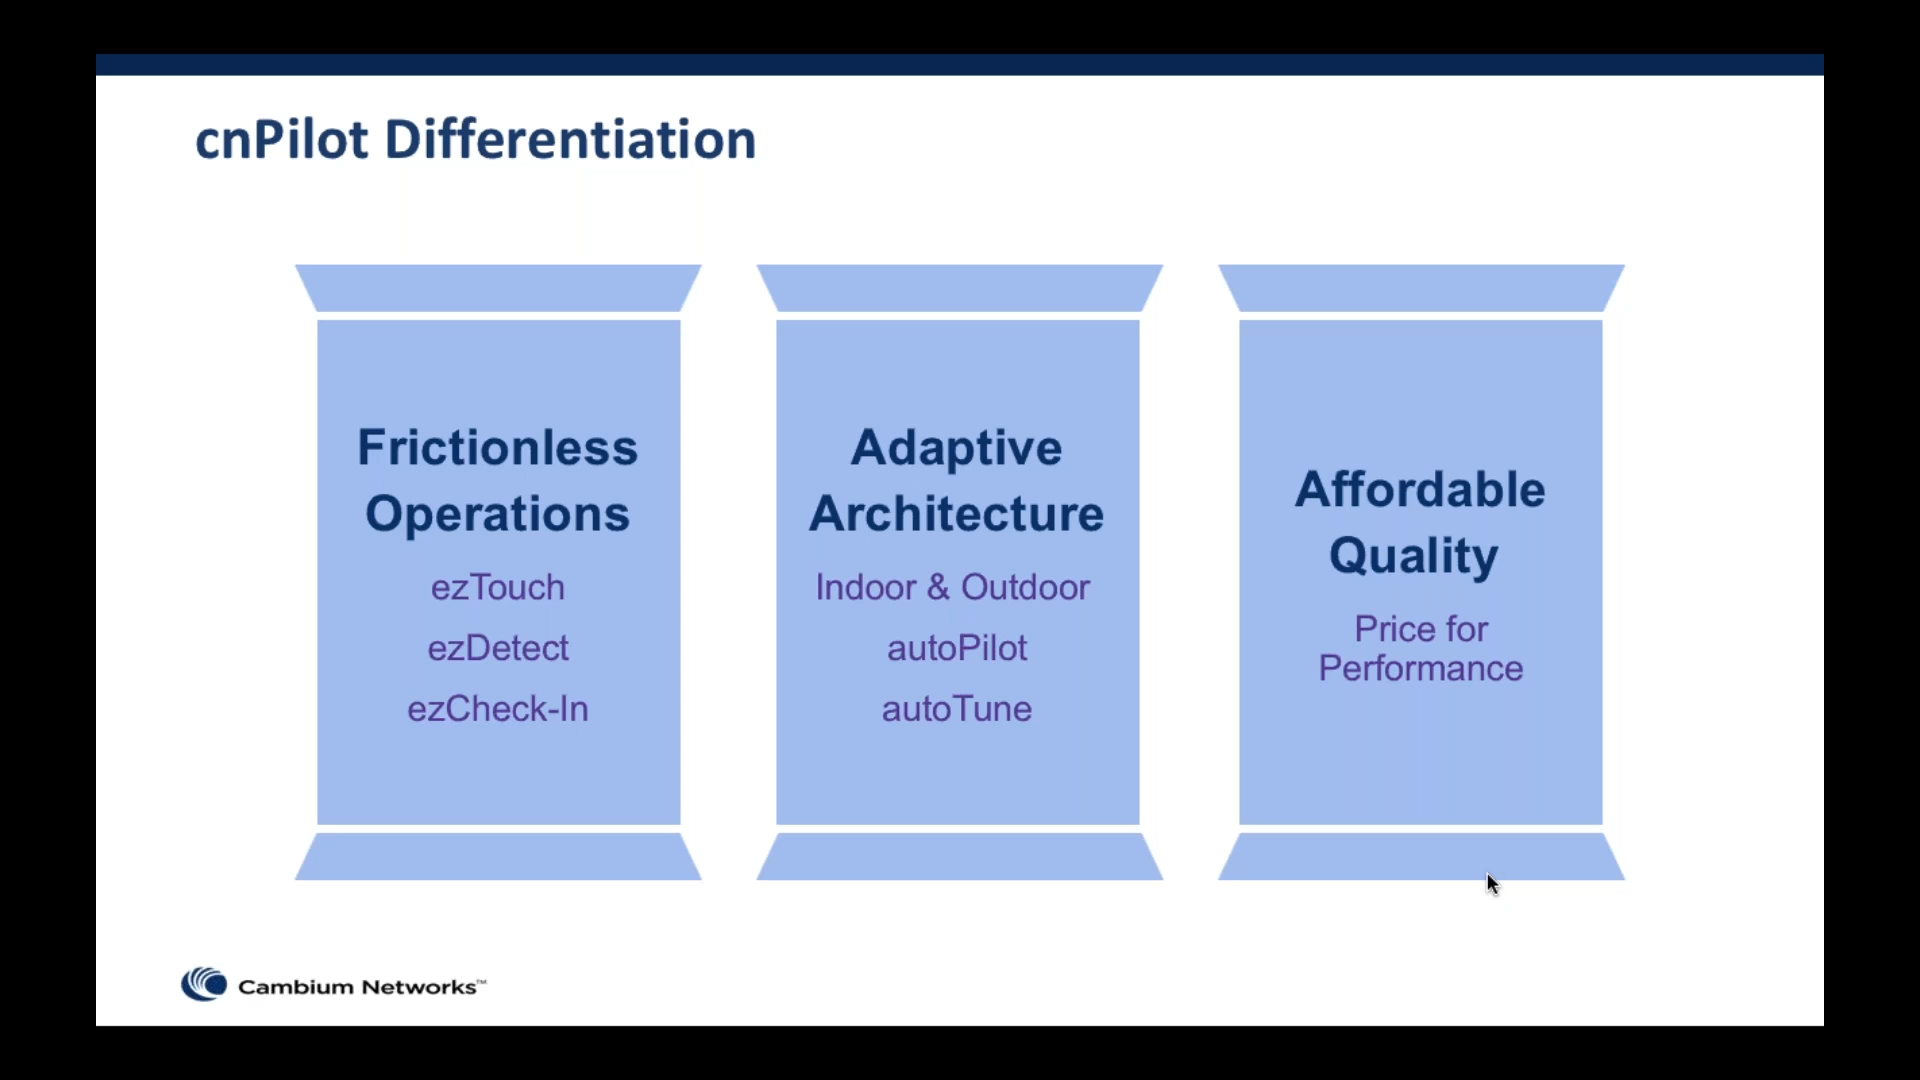 cnPilot Differentiation
Frictionless
Operations
ezTouch
ezDetect
ezCheck-In
Adaptive
Architecture
Indoor & Outdoor
autoPilot
autoTune
Affordable
Quality
Price for
Performance
Cambium Networks™